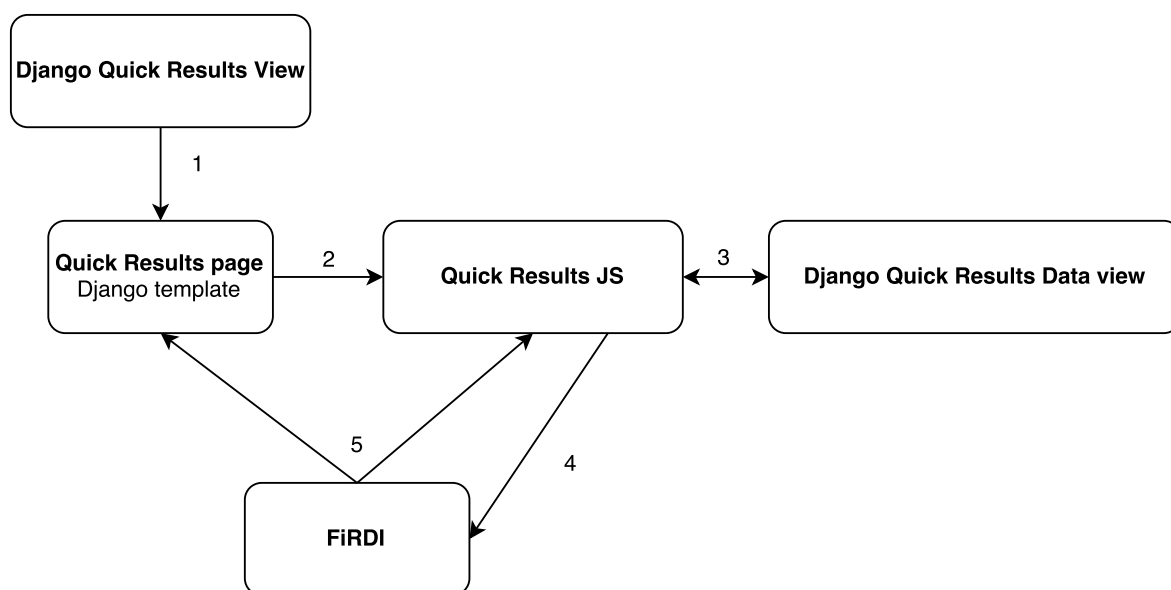 Django Quick Results View
1
Quick Results page
Django template
2
Quick Results JS
3
Django Quick Results Data view
5
4
FiRDI